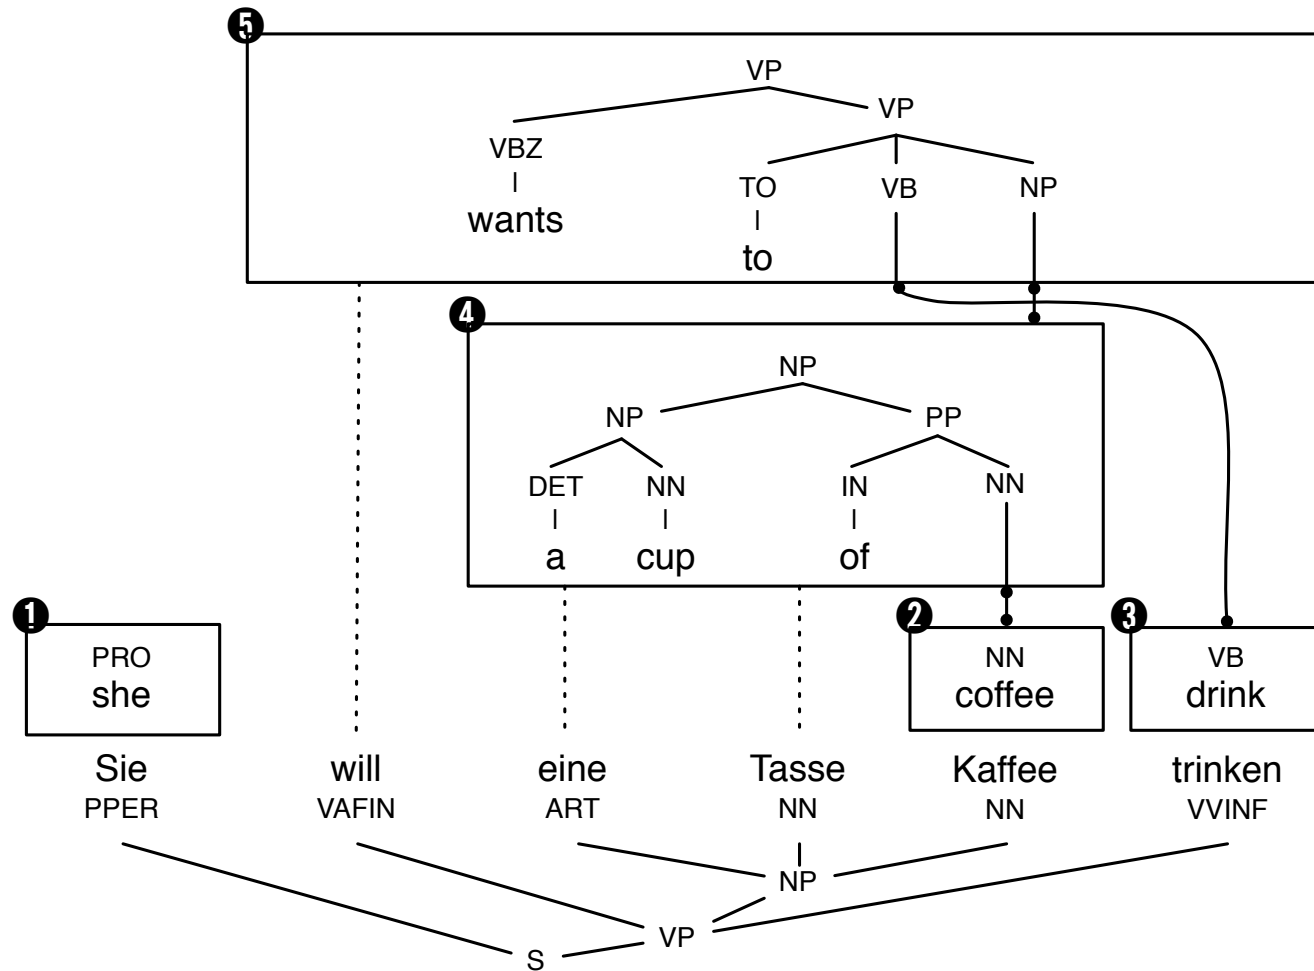 5
VP
VP
VBZ
TO VB NP
wants
to
4
NP
NP PP
DET NN IN NN
a cup of
1 2 3
PRO NN VB
she coffee drink
Sie will eine Tasse Kaffee trinken
PPER VAFIN ART NN NN VVINF
NP
VP
S